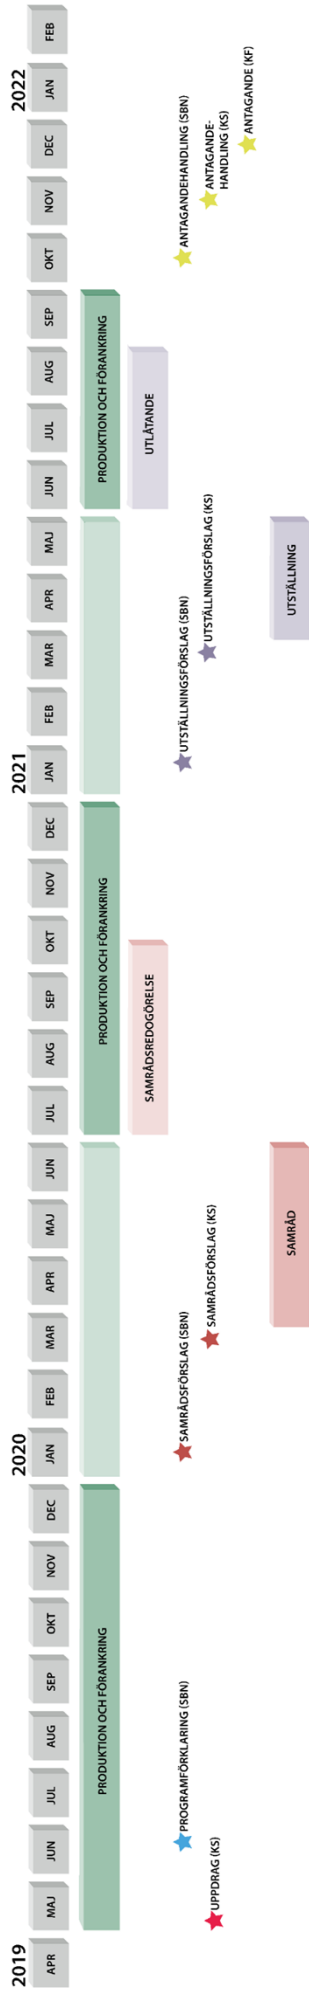 2019
2020
2021
2022
APR
MAJ
JUN
JUL
AUG
SEP
OKT
NOV
DEC
JAN
FEB
MAR
APR
MAJ
JUN
JUL
AUG
SEP
OKT
NOV
DEC
JAN
FEB
MAR
APR
MAJ
JUN
JUL
AUG
SEP
OKT
NOV
DEC
JAN
FEB
PRODUKTION OCH FÖRANKRING
PRODUKTION OCH FÖRANKRING
PRODUKTION OCH FÖRANKRING
SAMRÅDSREDOGÖRELSE
UTLÅTANDE
PROGRAMFÖRKLARING (SBN)
SAMRÅDSFÖRSLAG (SBN)
UTSTÄLLNINGSFÖRSLAG (SBN)
ANTAGANDEHANDLING (SBN)
UPPDRAG (KS)
SAMRÅDSFÖRSLAG (KS)
UTSTÄLLNINGSFÖRSLAG (KS)
ANTAGANDE-
HANDLING (KS)
ANTAGANDE (KF)
SAMRÅD
UTSTÄLLNING